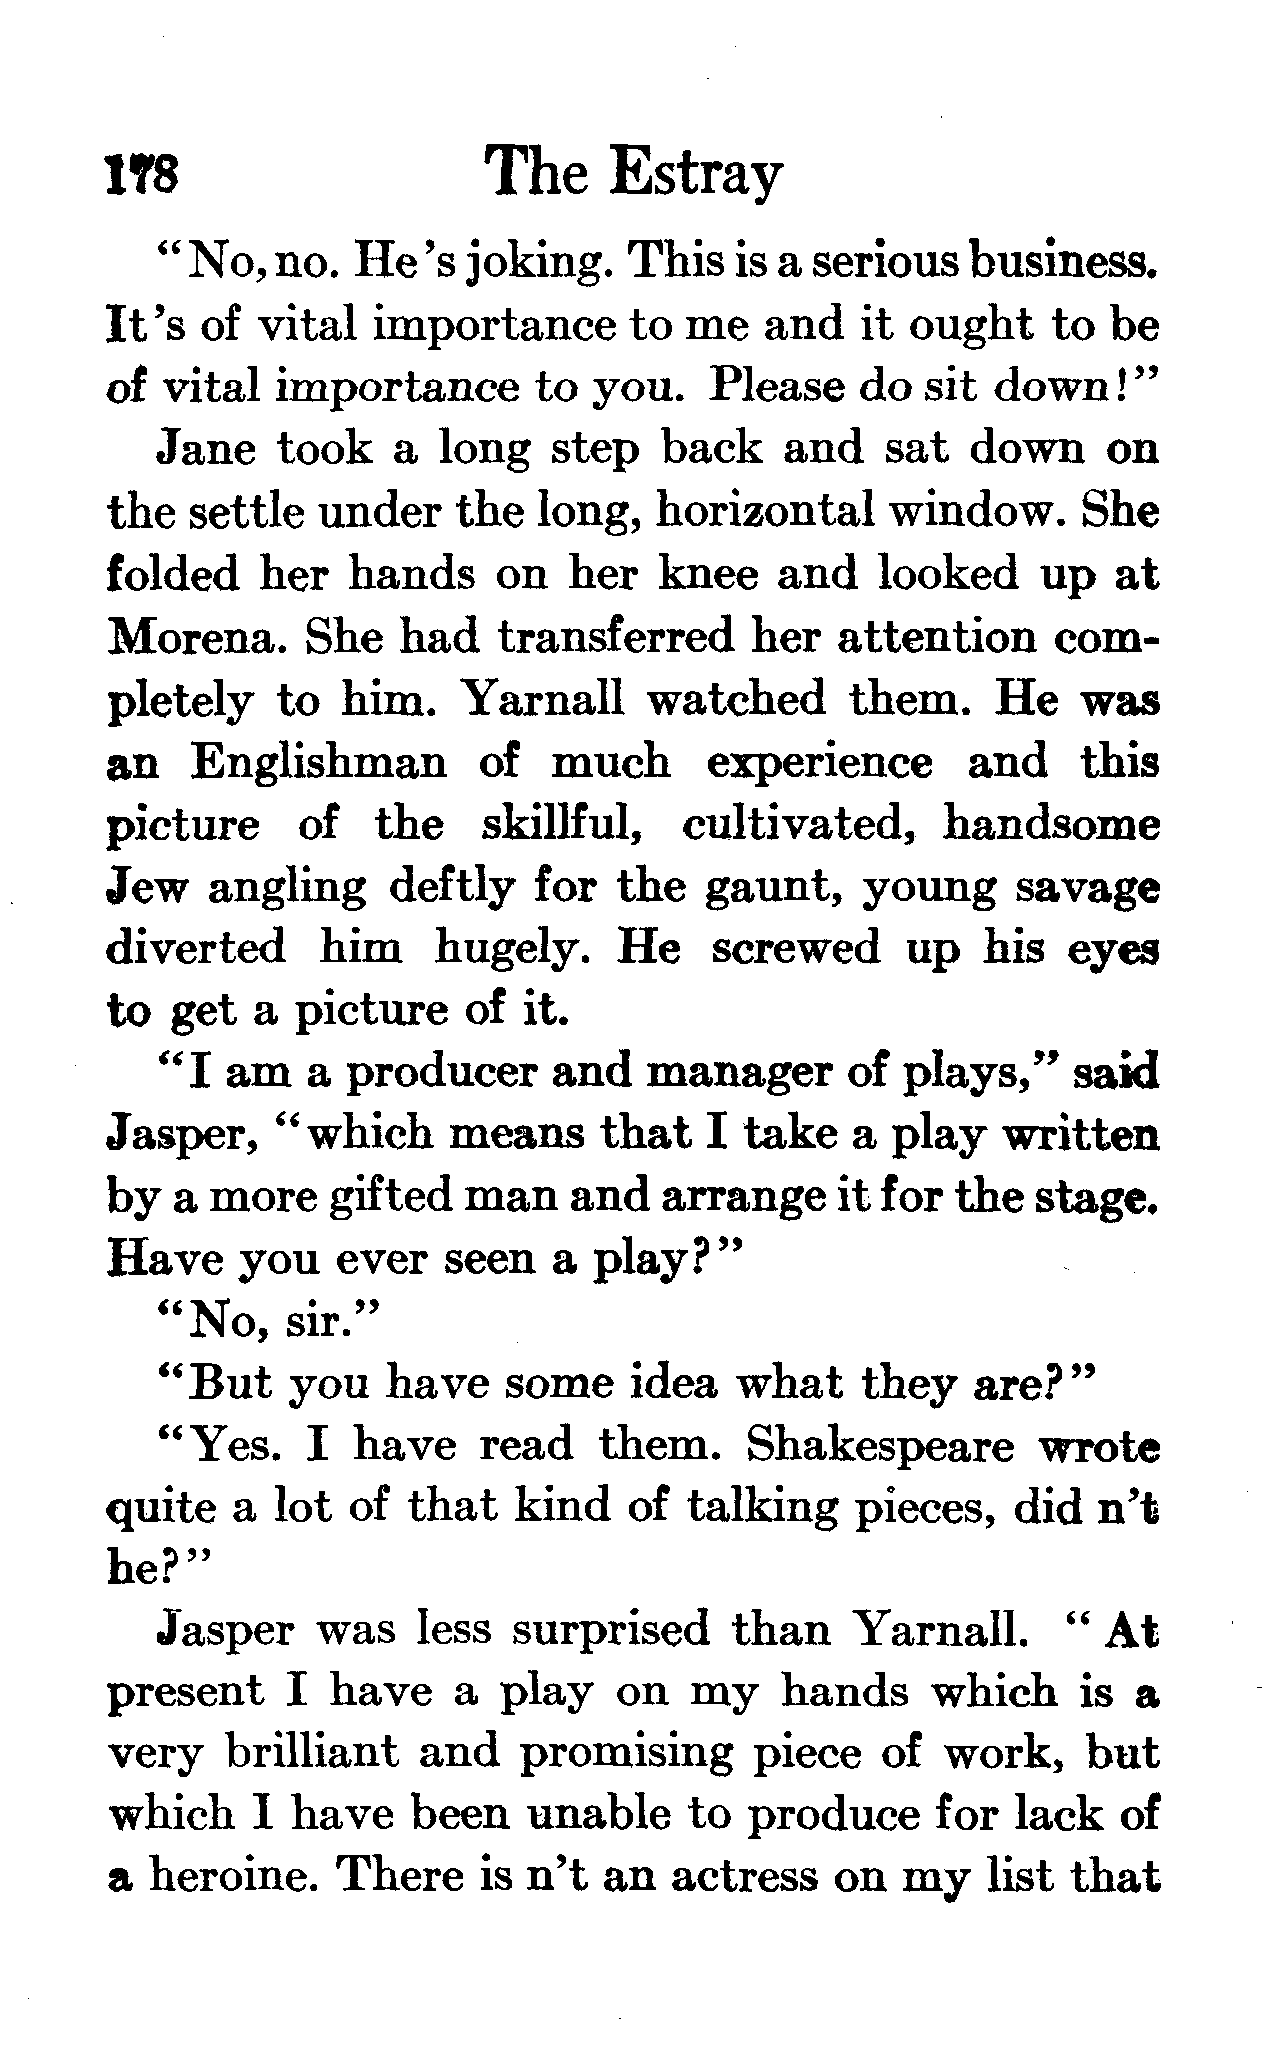 178 The Estray
“No, no. He’s joking. This is a serious business.
It’s of vital importance to me and it ought to be
of vital importance to you. Please do sit down!”
Jane took a long step back and sat down on
the settle under the long, horizontal window. She
folded her hands on her knee and looked up at
Morena. She had transferred her attention com-
pletely to him. Yarnall watched them. He was
an Englishman of much experience and this
picture of the skillful, cultivated, handsome
Jew angling deftly for the gaunt, young savage
diverted him hugely. He screwed up his eyes
to get a picture of it.
“I am a producer and manager of plays,” said
Jasper, “which means that I take a play written
by a more gifted man and arrange it for the stage.
Have you ever seen a play?”
“No, sir.”
“But you have some idea what they are?”
“Yes. I have read them. Shakespeare wrote
quite a lot of that kind of talking pieces, did n’t
he?”
Jasper was less surprised than Yarnall. “At
present I have a play on my hands which is a
very brilliant and promising piece of work, but
which I have been unable to produce for lack of
a heroine. There is n’t an actress on my list that